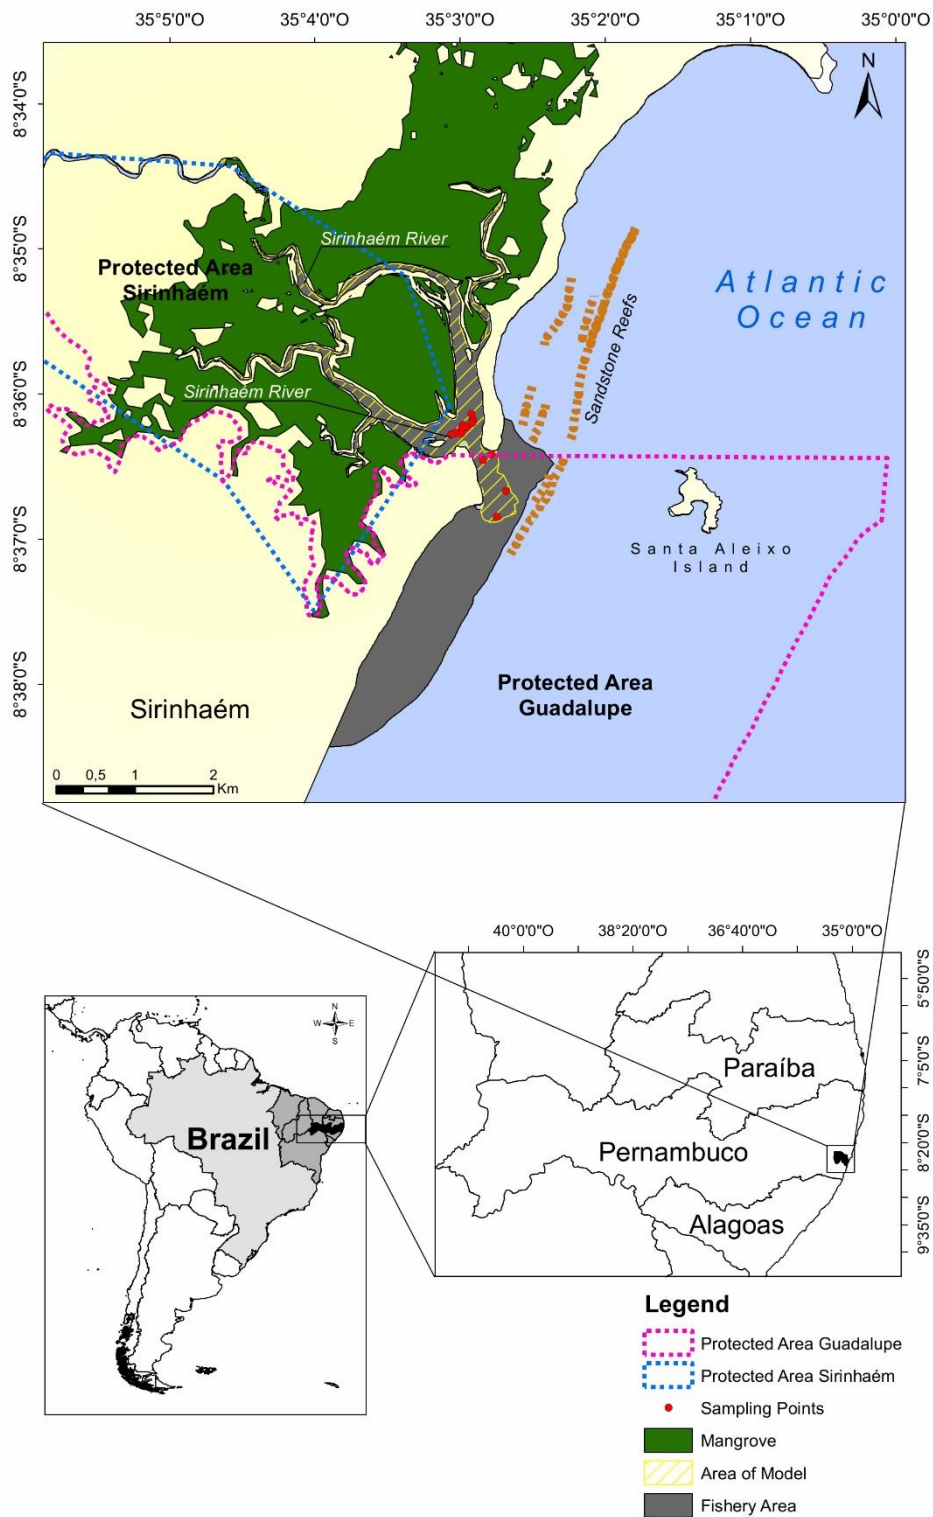 35°5'0"O 35°4'0"O 35°3'0"O 35°2'0"O 35°1'0"O 35°0'0"O
N
8°34'0"S
8°35'0"S
8°36'0"S
8°37'0"S
8°38'0"S
Sirinhaém River
Protected Area
Sirinhaém
Atlantic
Ocean
Sandstone Reefs
Sirinhaém River
Santa Aleixo
Island
Protected Area
Guadalupe
Sirinhaém
0 0,5 1 2
Km
40°0'0"O 38°20'0"O 36°40'0"O 35°0'0"O
5°50'0"S
7°5'0"S
8°20'0"S
9°35'0"S
N
W E
S
Brazil
Paraíba
Pernambuco
Alagoas
Legend
Protected Area Guadalupe
Protected Area Sirinhaém
Sampling Points
Mangrove
Area of Model
Fishery Area